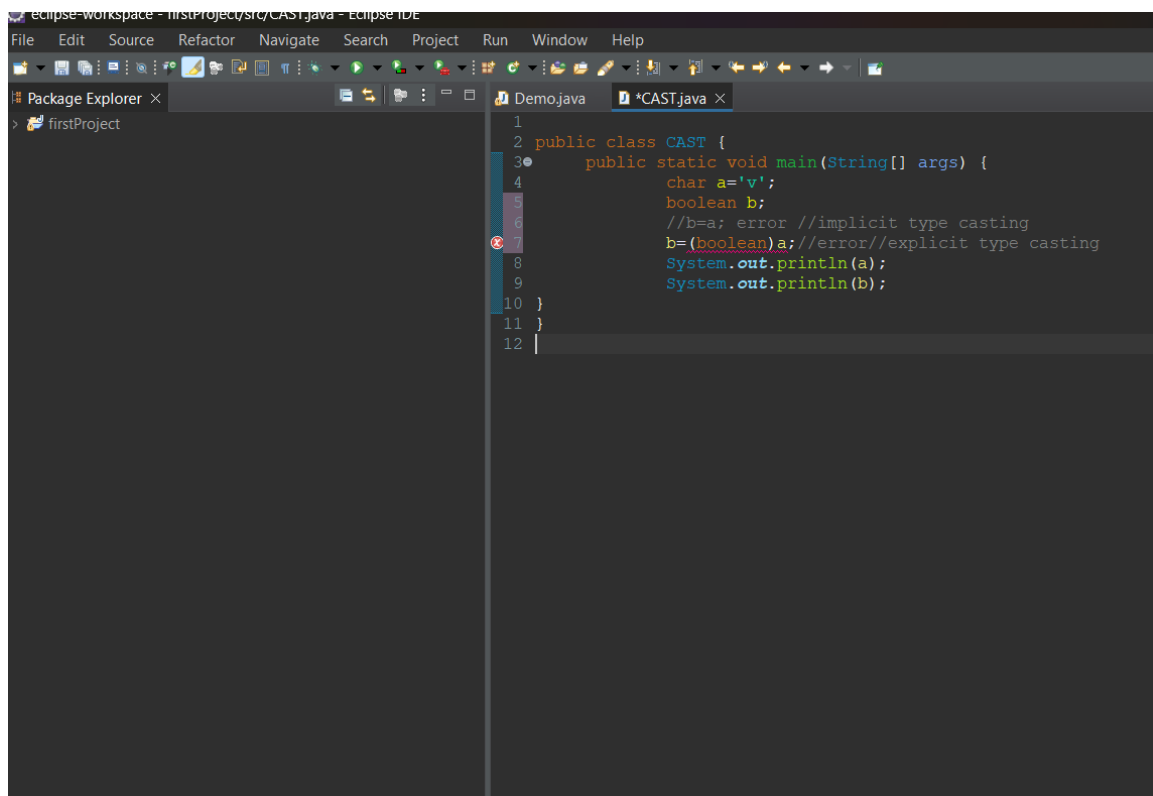 eclipse-workspace - firstProject/src/CAST.java - Eclipse IDE
File Edit Source Refactor Navigate Search Project Run Window Help
Package Explorer
Demo.java *CAST.java
firstProject
1
2 public class CAST {
3 public static void main(String[] args) {
4 char a='v';
5 boolean b;
6 //b=a; error //implicit type casting
7 b=(boolean)a;//error//explicit type casting
8 System.out.println(a);
9 System.out.println(b);
10 }
11 }
12